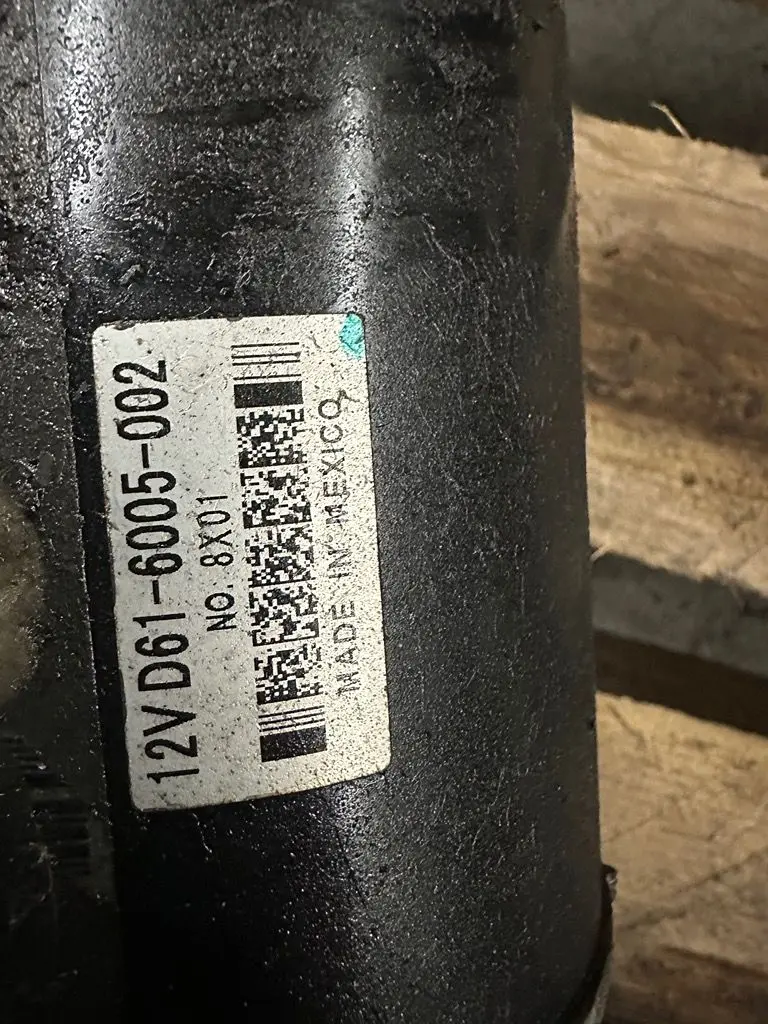 12V D61-6005-002
NO. 8X01
MADE IN MEXICO